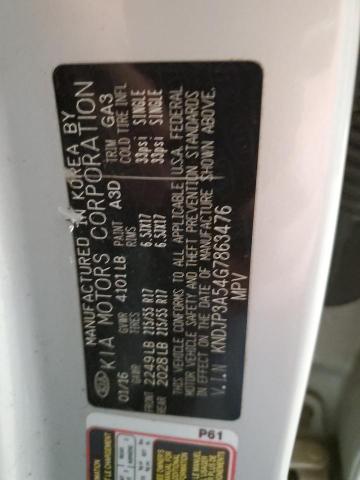 MANUFACTURED IN KOREA BY
KIA MOTORS CORPORATION
01/16 GVWR 4101LB PAINT A3D TRIM GA3
GAWR RIMS COLD TIRE INFL
FRONT 2249LB 215/55 R17 6.5JX17 33psi SINGLE
REAR 2028LB 215/55 R17 6.5JX17 33psi SINGLE
THIS VEHICLE CONFORMS TO ALL APPLICABLE U.S.A. FEDERAL
MOTOR VEHICLE SAFETY AND THEFT PREVENTION STANDARDS
IN EFFECT ON THE DATE OF MANUFACTURE SHOWN ABOVE.
V.I.N KNDJP3A54G7863476
MPV
P61